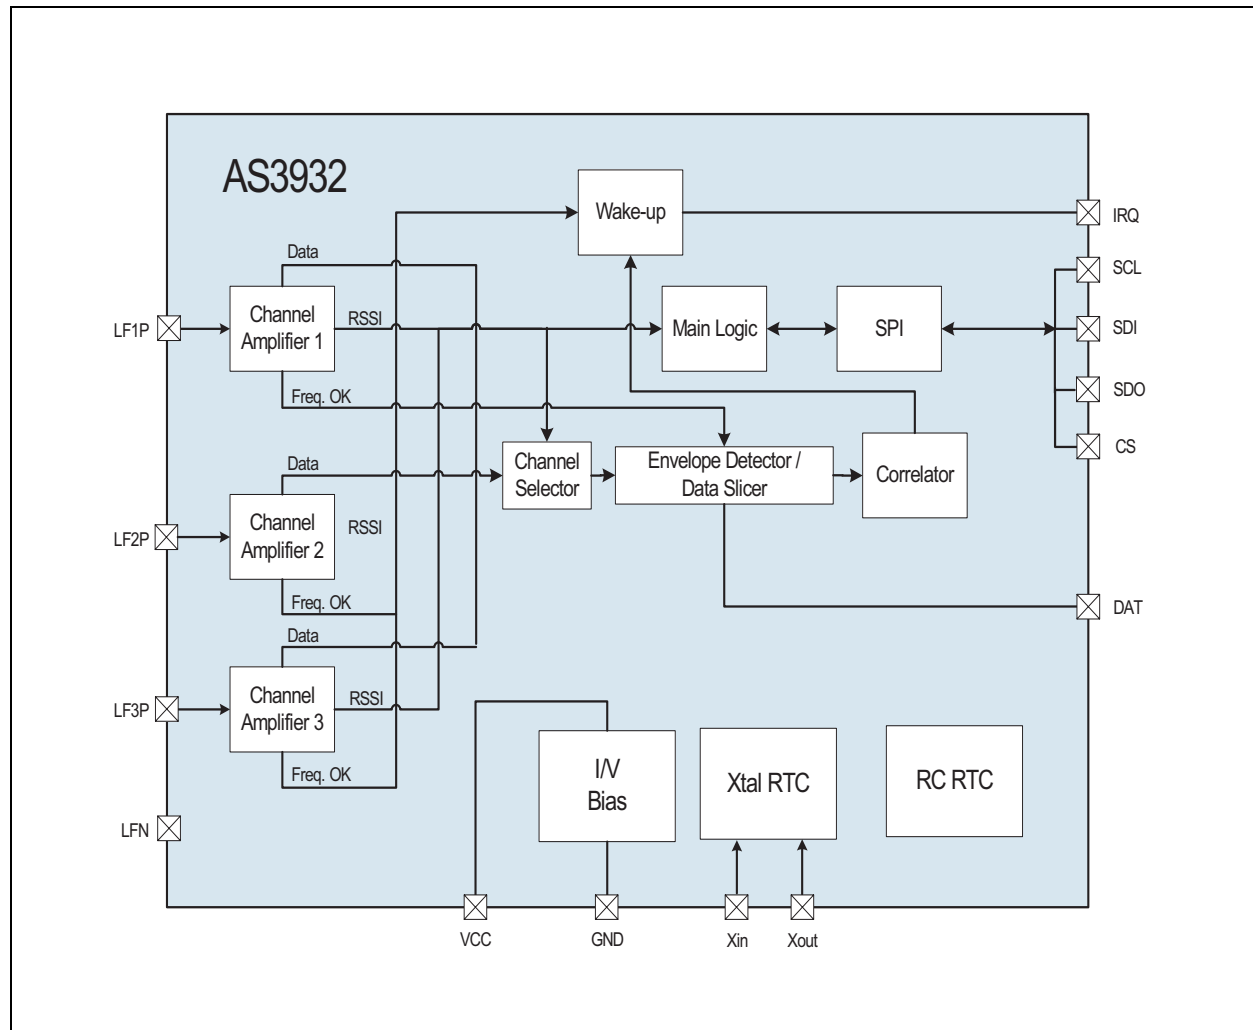 AS3932
Wake-up
IRQ
Data
SCL
Channel
Amplifier 1
RSSI
LF1P
Main Logic
SPI
SDI
Freq. OK
SDO
CS
Data
Channel
Selector
Envelope Detector /
Data Slicer
Correlator
Channel
Amplifier 2
RSSI
LF2P
Freq. OK
DAT
Data
Channel
Amplifier 3
RSSI
LF3P
Freq. OK
I/V
Bias
Xtal RTC
RC RTC
LFN
VCC
GND
Xin
Xout